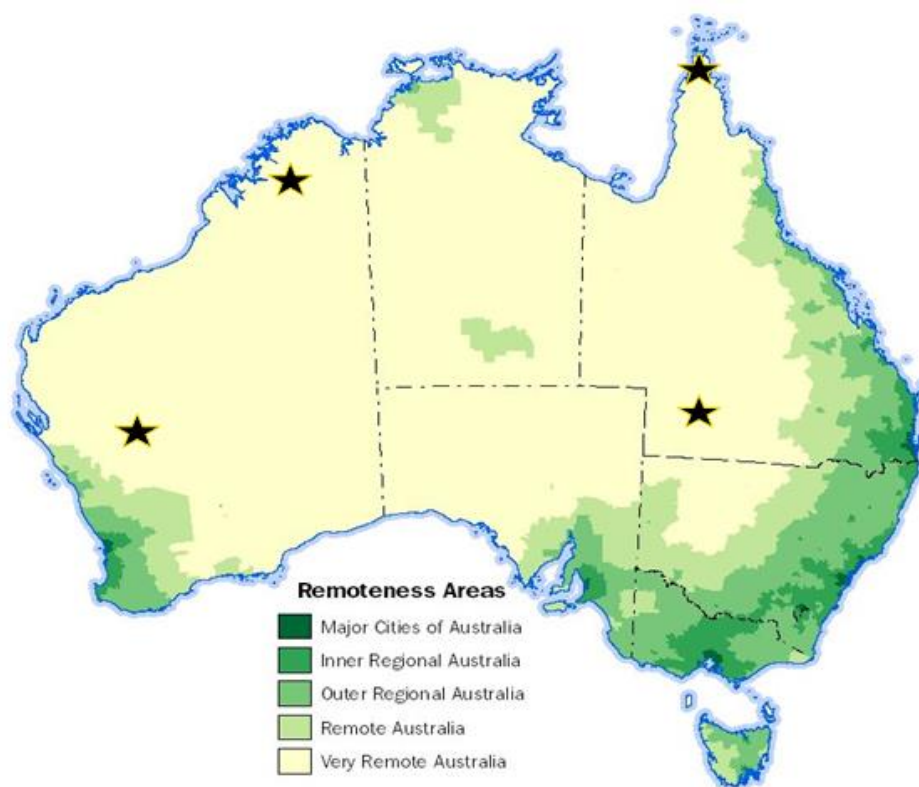 Remoteness Areas
Major Cities of Australia
Inner Regional Australia
Outer Regional Australia
Remote Australia
Very Remote Australia